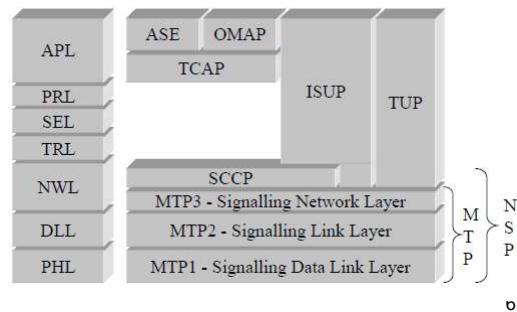 APL
PRL
SEL
TRL
NWL
DLL
PHL
ASE
OMAP
TCAP
ISUP
TUP
SCCP
MTP3 - Signalling Network Layer
MTP2 - Signalling Link Layer
MTP1 - Signalling Data Link Layer
M
T
P
N
S
P